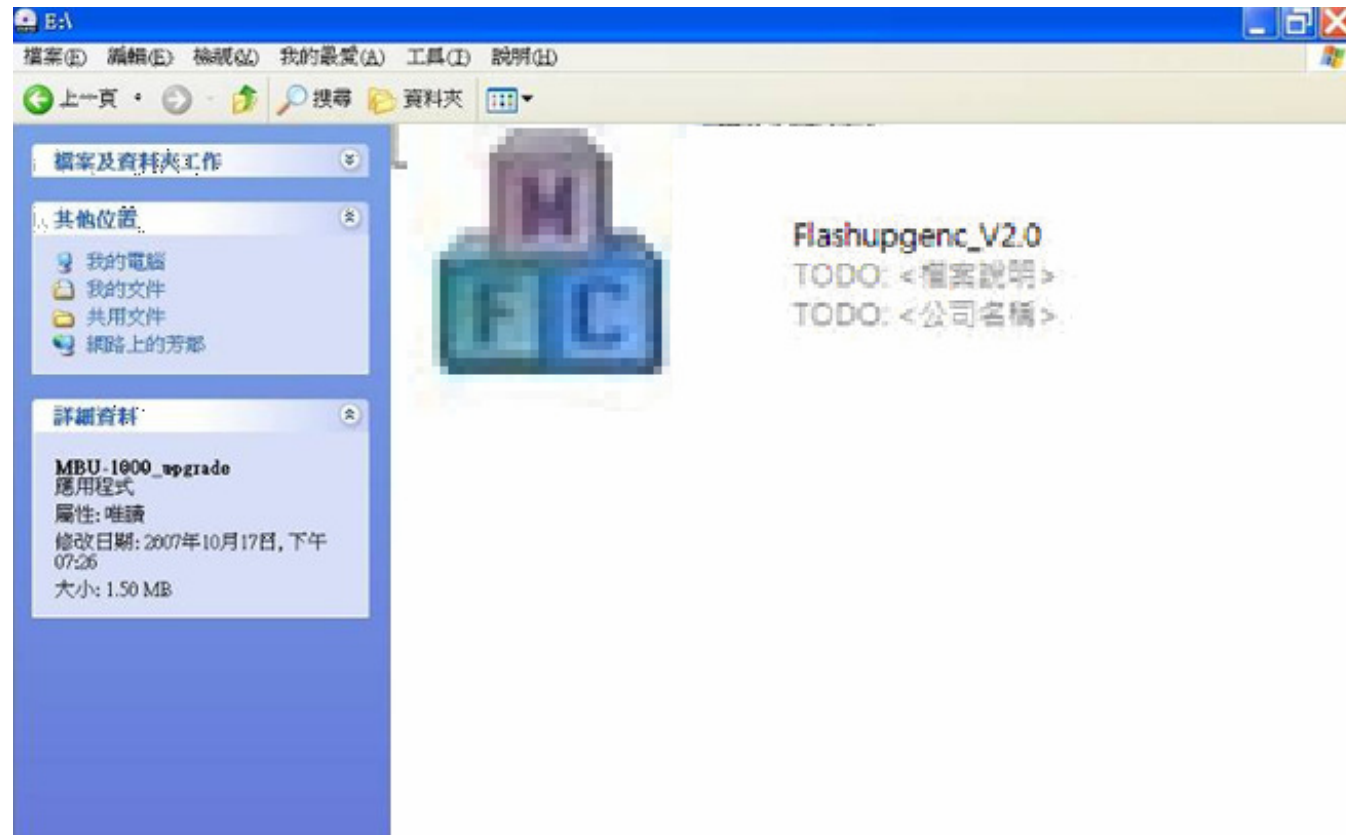 E:\
檔案(F) 編輯(E) 檢視(V) 我的最愛(A) 工具(T) 說明(H)
上一頁 搜尋 資料夾
檔案及資料夾工作
其他位置
我的電腦
我的文件
共用文件
網路上的芳鄰
詳細資料
MBU-1000_upgrade
應用程式
屬性: 唯讀
修改日期: 2007年10月17日, 下午
07:26
大小: 1.50 MB
M
F C
Flashupgenc_V2.0
TODO: <檔案說明>
TODO: <公司名稱>